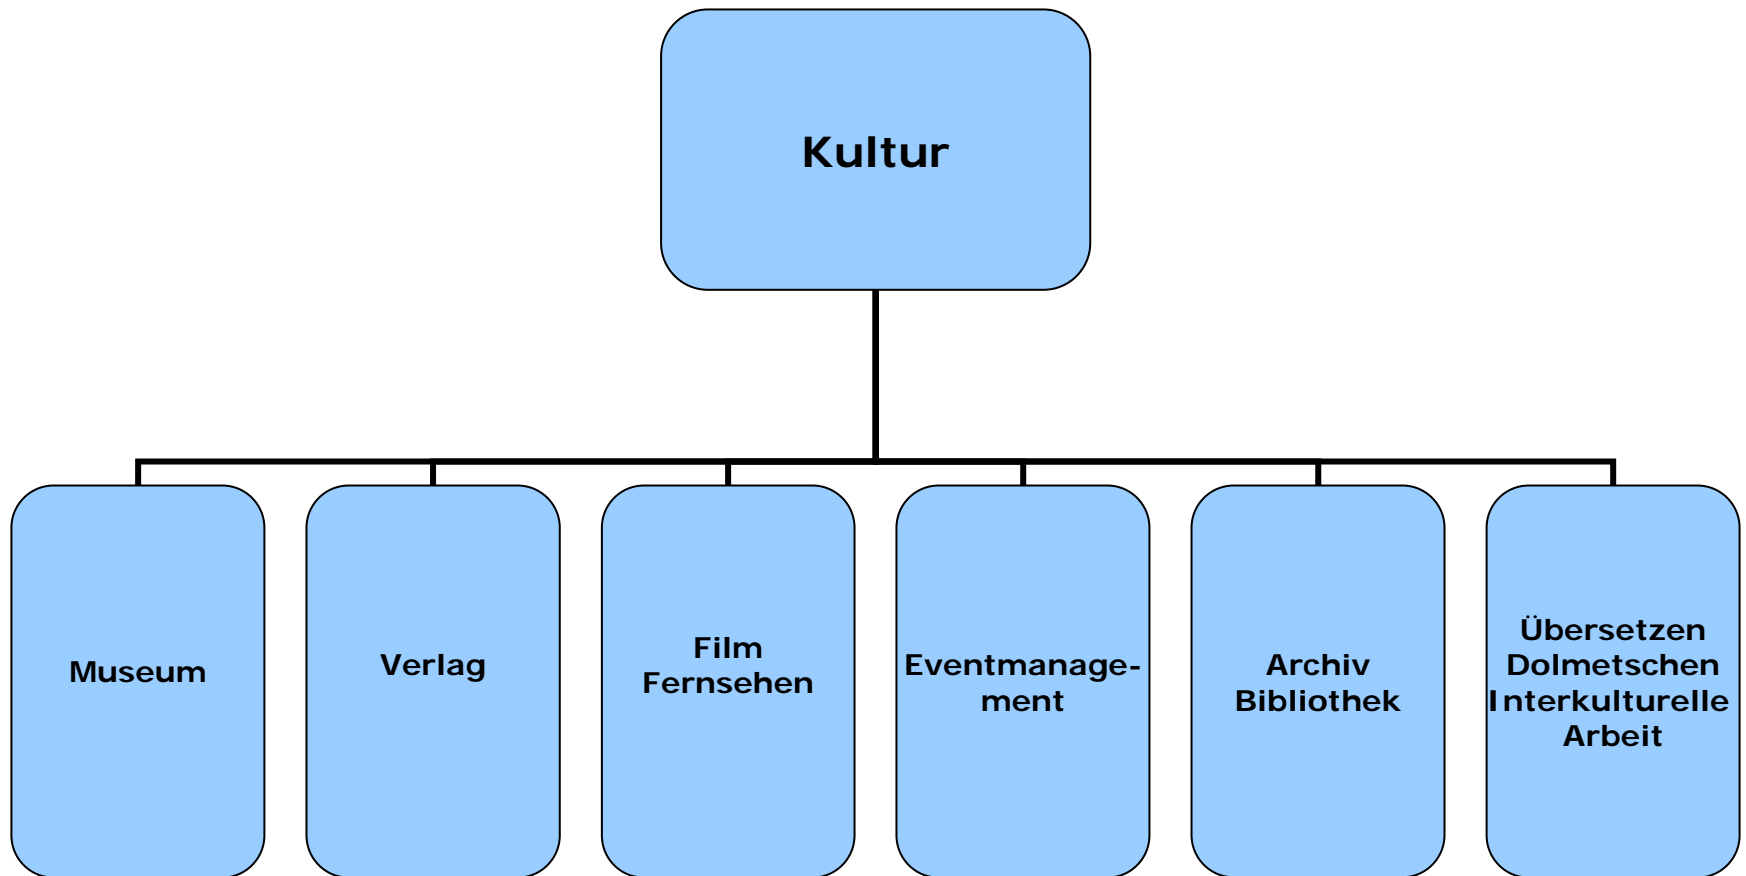 Kultur
Museum
Verlag
Film
Fernsehen
Eventmanage-
ment
Archiv
Bibliothek
Übersetzen
Dolmetschen
Interkulturelle
Arbeit